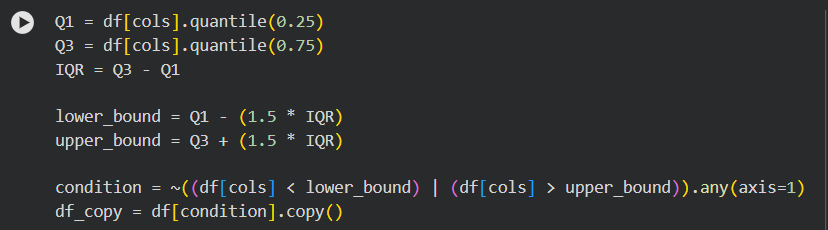 Q1 = df[cols].quantile(0.25)
Q3 = df[cols].quantile(0.75)
IQR = Q3 - Q1
lower_bound = Q1 - (1.5 * IQR)
upper_bound = Q3 + (1.5 * IQR)
condition = ~((df[cols] < lower_bound) | (df[cols] > upper_bound)).any(axis=1)
df_copy = df[condition].copy()